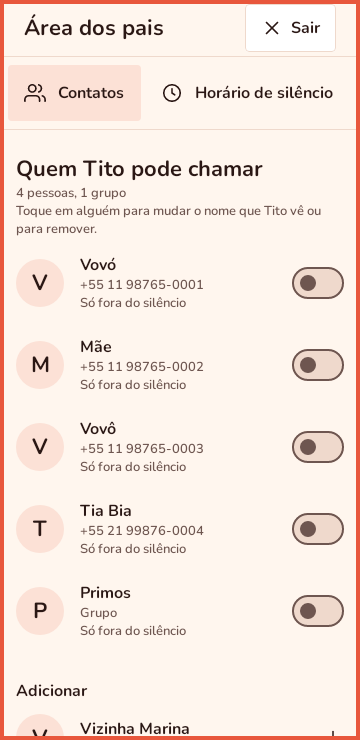 Área dos pais
Sair
Contatos
Horário de silêncio
Quem Tito pode chamar
4 pessoas, 1 grupo
Toque em alguém para mudar o nome que Tito vê ou
para remover.
V
Vovó
+55 11 98765-0001
Só fora do silêncio
M
Mãe
+55 11 98765-0002
Só fora do silêncio
V
Vovô
+55 11 98765-0003
Só fora do silêncio
T
Tia Bia
+55 21 99876-0004
Só fora do silêncio
P
Primos
Grupo
Só fora do silêncio
Adicionar
V
Vizinha Marina